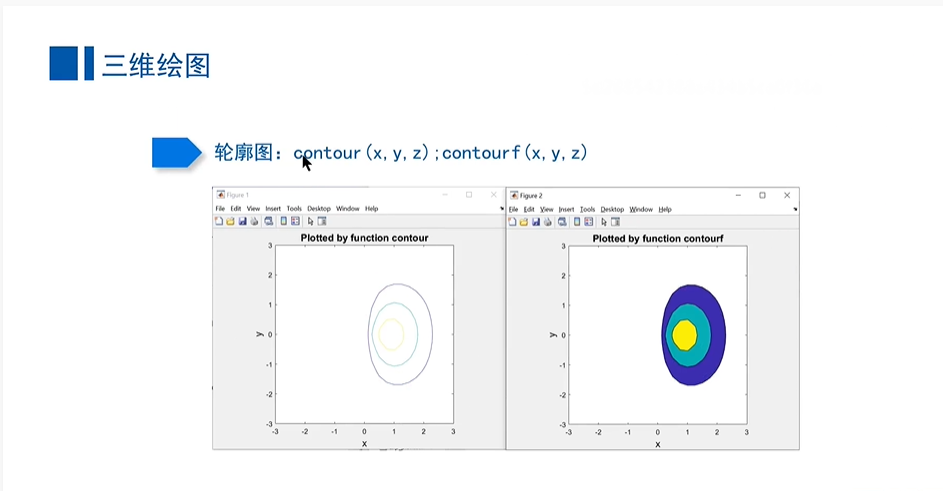 三维绘图
轮廓图：contour(x,y,z);contourf(x,y,z)
Figure 1
File Edit View Insert Tools Desktop Window Help
Plotted by function contour
3
2
1
0
-1
-2
-3
y
-3 -2 -1 0 1 2 3
x
Figure 2
File Edit View Insert Tools Desktop Window Help
Plotted by function contourf
3
2
1
0
-1
-2
-3
y
-3 -2 -1 0 1 2 3
x